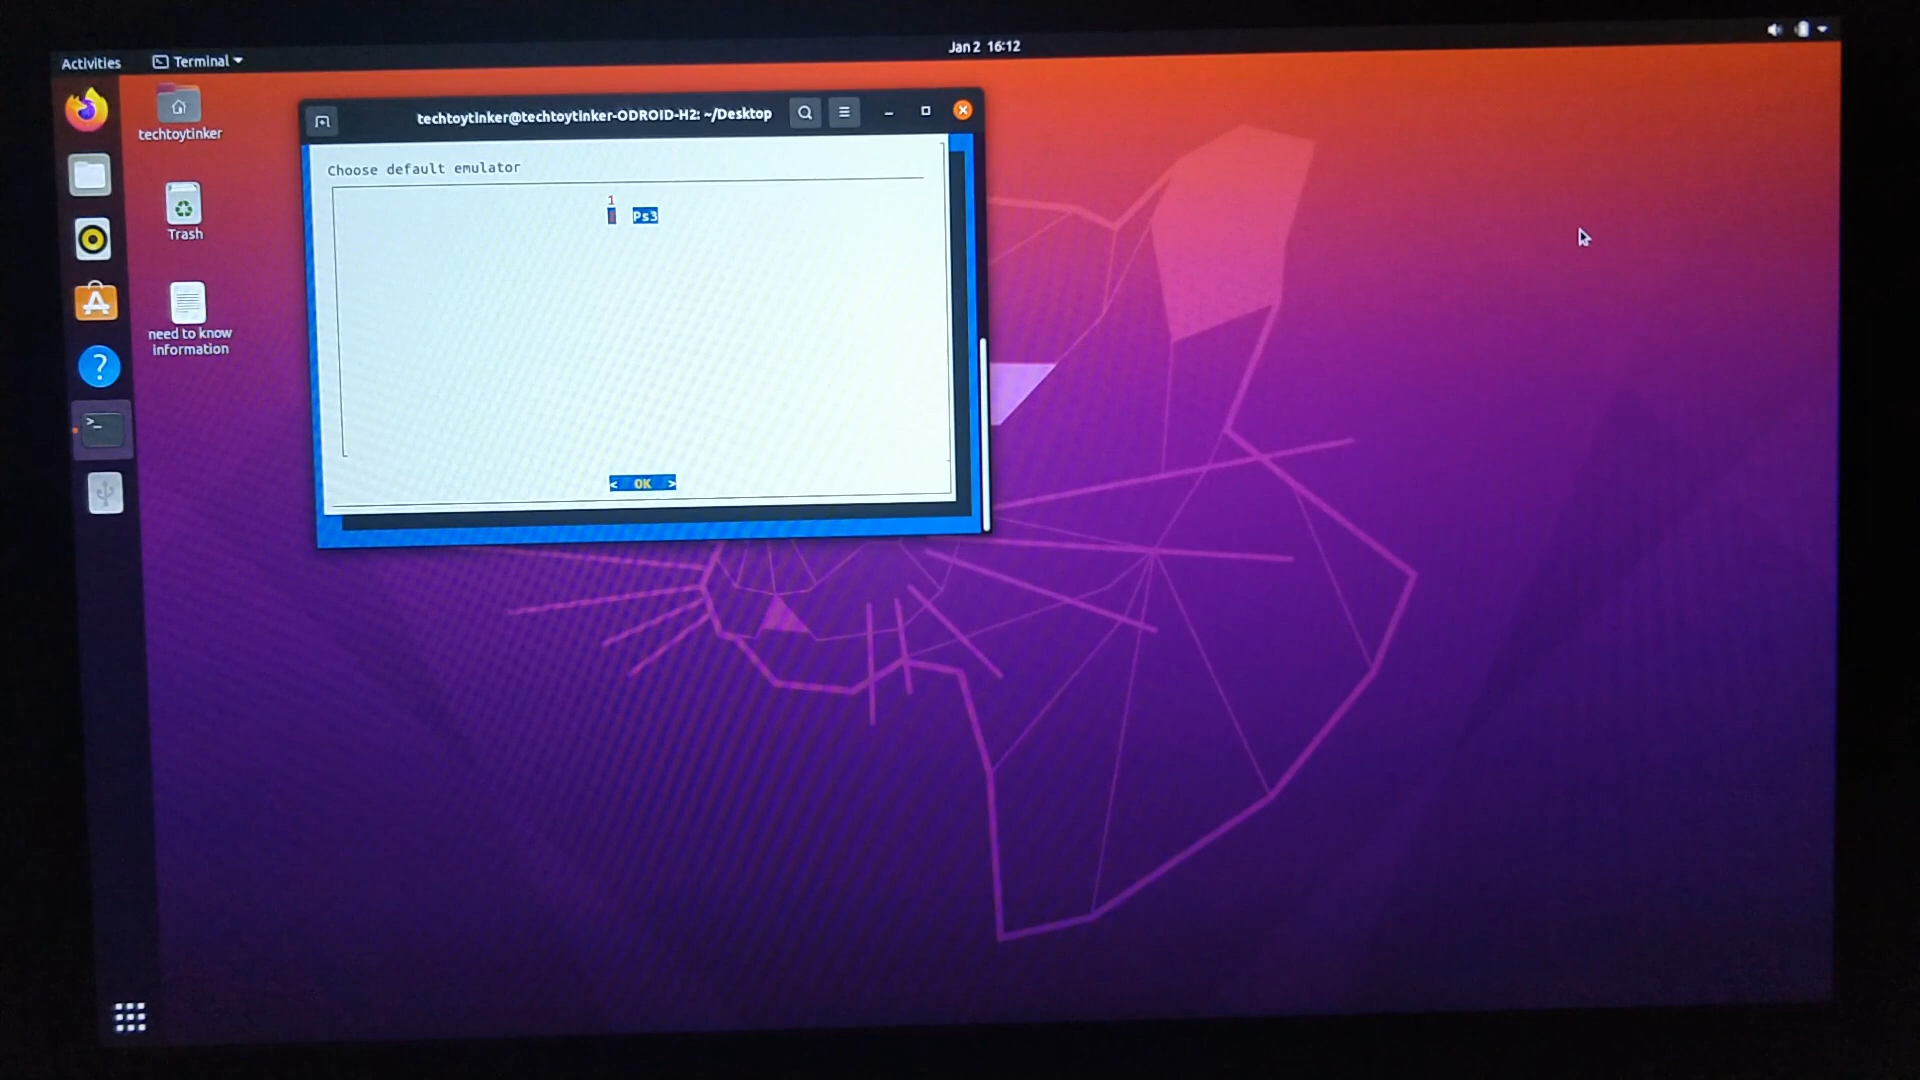 Jan 2 16:12
Activities
Terminal
techtoytinker
Trash
need to know
information
techtoytinker@techtoytinker-ODROID-H2: ~/Desktop
Choose default emulator
1
Ps3
< OK >